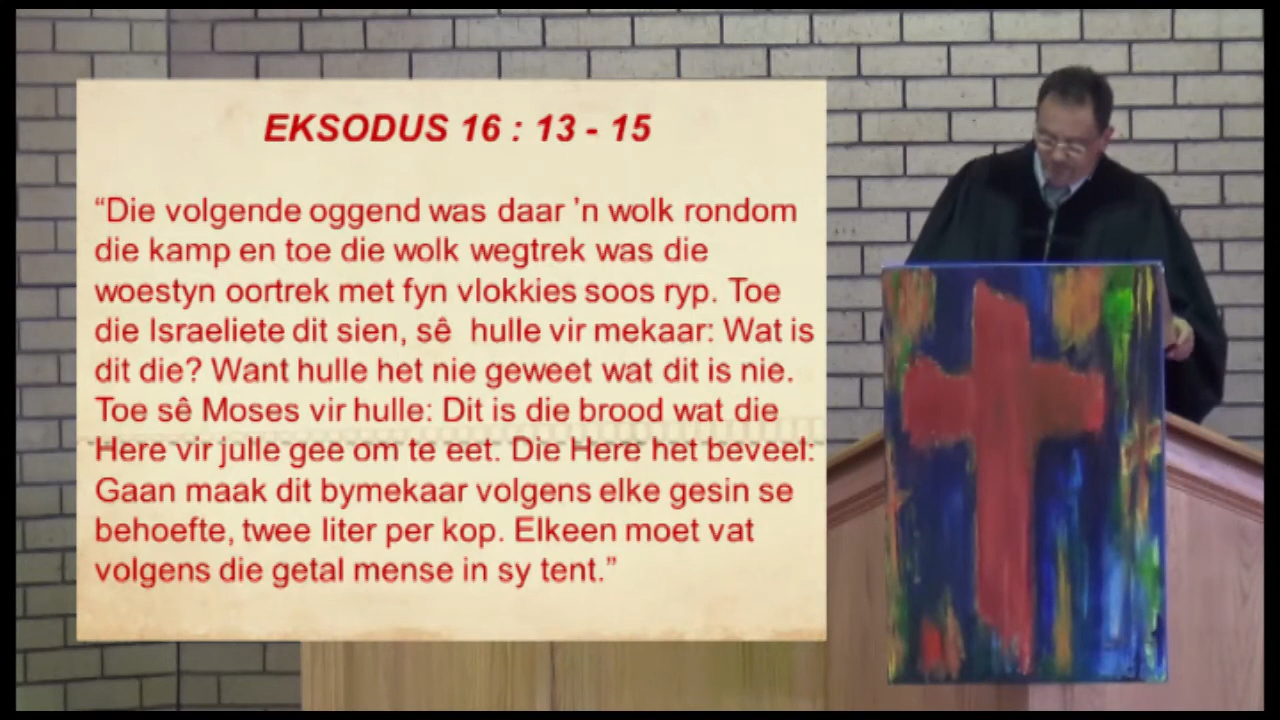 EKSODUS 16 : 13 - 15
“Die volgende oggend was daar ’n wolk rondom
die kamp en toe die wolk wegtrek was die
woestyn oortrek met fyn vlokkies soos ryp. Toe
die Israeliete dit sien, sê hulle vir mekaar: Wat is
dit die? Want hulle het nie geweet wat dit is nie.
Toe sê Moses vir hulle: Dit is die brood wat die
Here vir julle gee om te eet. Die Here het beveel:
Gaan maak dit bymekaar volgens elke gesin se
behoefte, twee liter per kop. Elkeen moet vat
volgens die getal mense in sy tent.”